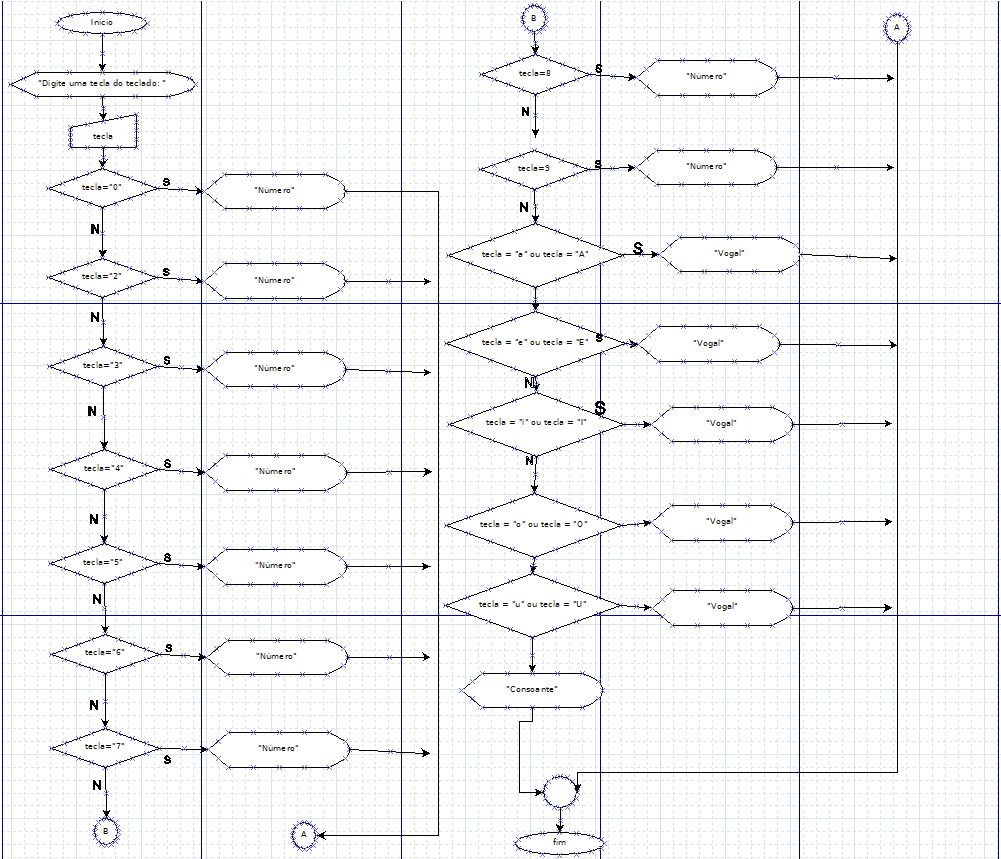 Inicio
"Digite uma tecla do teclado: "
tecla
tecla="0"
S
"Número"
N
tecla="2"
S
"Número"
N
tecla="3"
S
"Número"
N
tecla="4"
S
"Número"
N
tecla="5"
S
"Número"
N
tecla="6"
S
"Número"
N
tecla="7"
S
"Número"
N
B
A
B
tecla=8
S
"Número"
N
tecla=9
S
"Número"
N
tecla = "a" ou tecla = "A"
S
"Vogal"
tecla = "e" ou tecla = "E"
S
"Vogal"
N
tecla = "i" ou tecla = "I"
S
"Vogal"
N
tecla = "o" ou tecla = "O"
"Vogal"
tecla = "u" ou tecla = "U"
"Vogal"
"Consoante"
fim
A